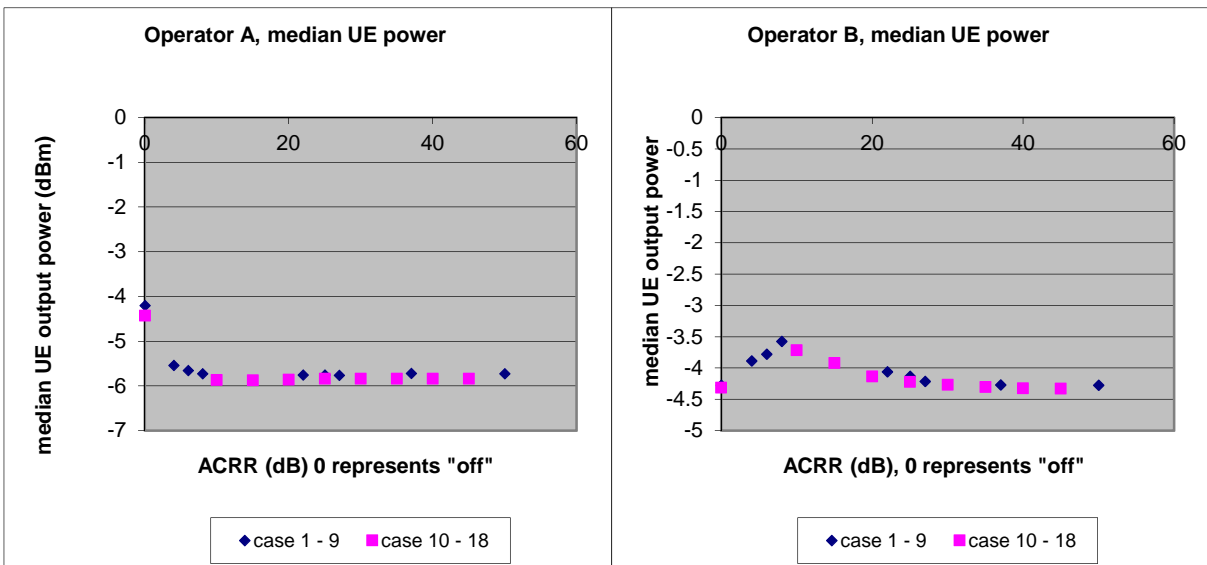 Operator A, median UE power
median UE output power (dBm)
0
-1
-2
-3
-4
-5
-6
-7
0
20
40
60
ACRR (dB) 0 represents "off"
case 1 - 9
case 10 - 18
Operator B, median UE power
median UE output power
0
-0.5
-1
-1.5
-2
-2.5
-3
-3.5
-4
-4.5
-5
0
20
40
60
ACRR (dB), 0 represents "off"
case 1 - 9
case 10 - 18